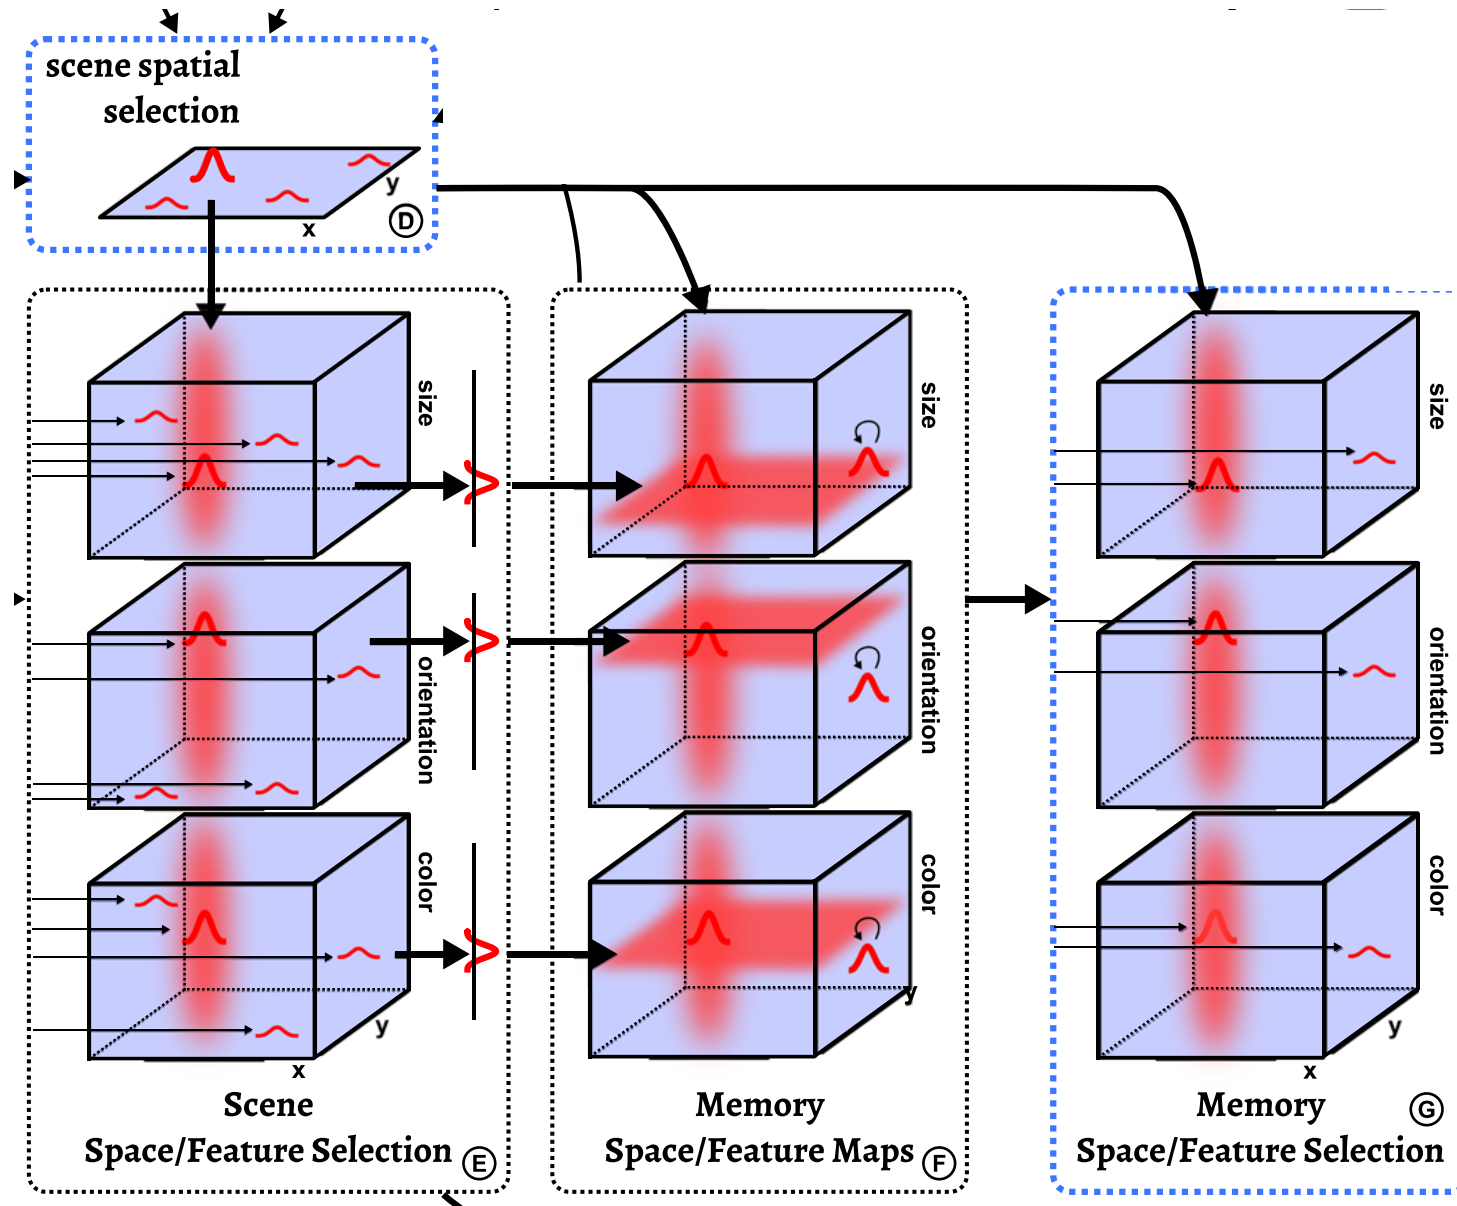 scene spatial
selection
y
x
D
size
orientation
color
y
x
Scene
Space/Feature Selection
E
size
orientation
color
y
Memory
Space/Feature Maps
F
size
orientation
color
y
x
Memory
Space/Feature Selection
G